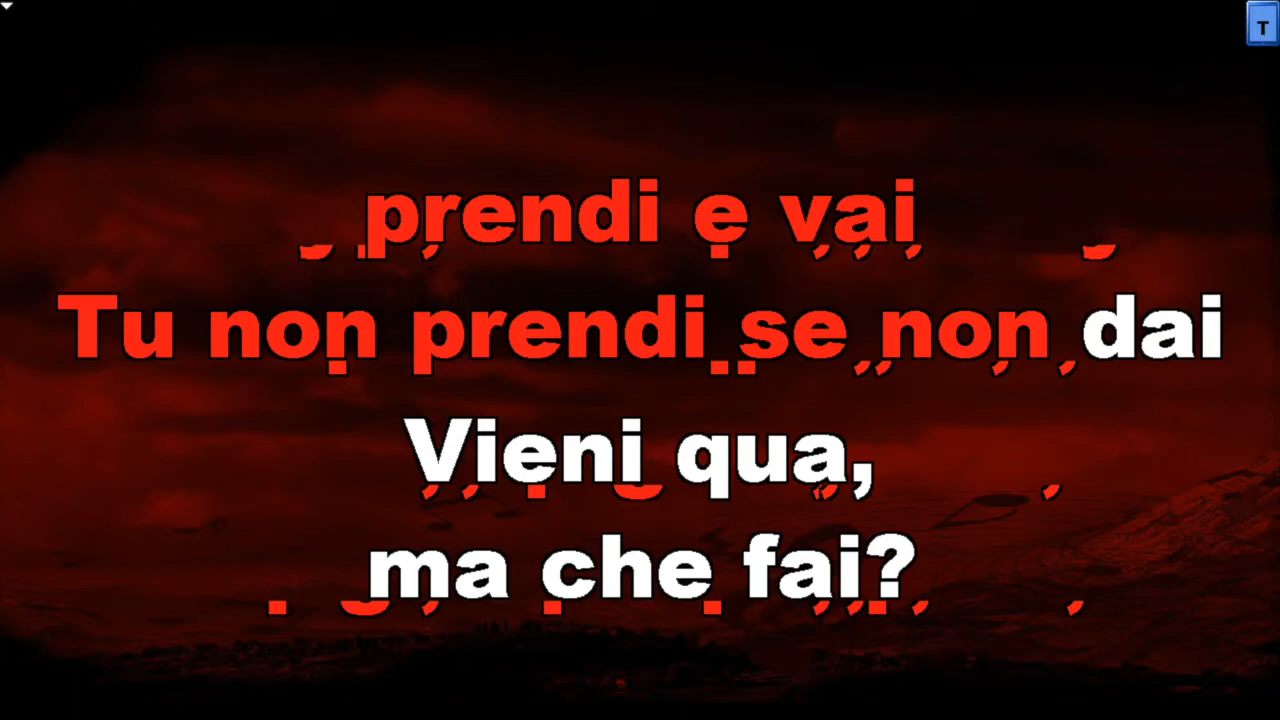 T
prendi e vai
Tu non prendi se non dai
Vieni qua,
ma che fai?